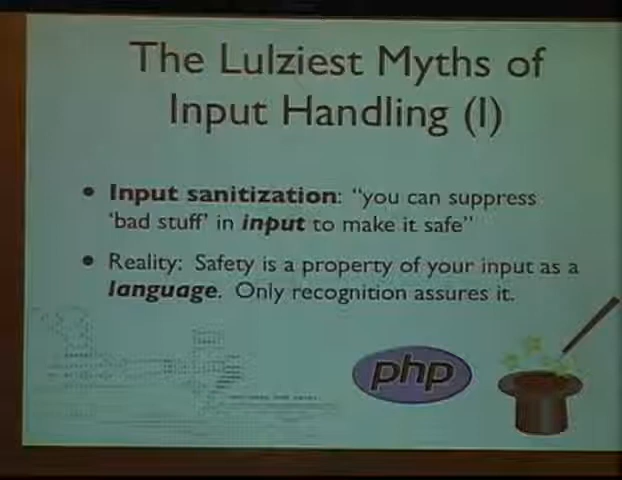 The Lulziest Myths of
Input Handling (I)
• Input sanitization: "you can suppress
'bad stuff' in input to make it safe"
• Reality: Safety is a property of your input as a
language. Only recognition assures it.
php